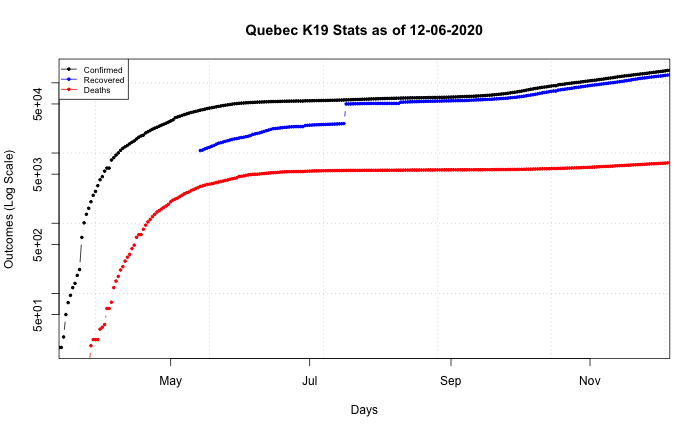 Quebec K19 Stats as of 12-06-2020
Confirmed
Recovered
Deaths
Outcomes (Log Scale)
5e+04
5e+03
5e+02
5e+01
May Jul Sep Nov
Days